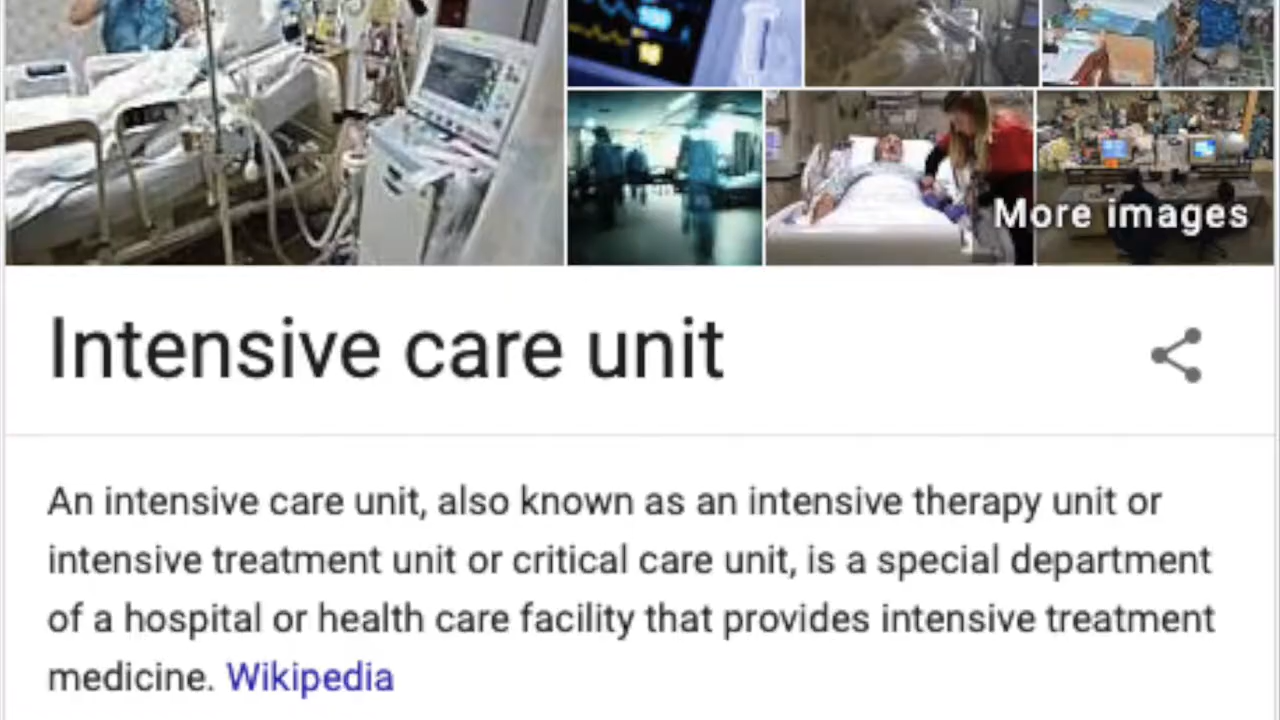 More images
Intensive care unit
An intensive care unit, also known as an intensive therapy unit or
intensive treatment unit or critical care unit, is a special department
of a hospital or health care facility that provides intensive treatment
medicine. Wikipedia